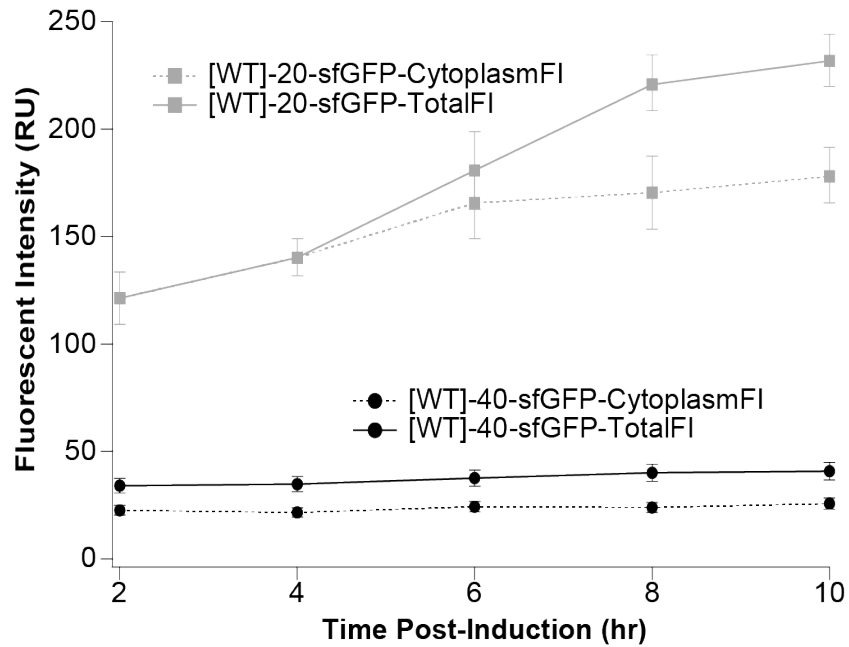 250
200
150
100
50
0
Fluorescent Intensity (RU)
[WT]-20-sfGFP-CytoplasmFI
[WT]-20-sfGFP-TotalFI
[WT]-40-sfGFP-CytoplasmFI
[WT]-40-sfGFP-TotalFI
2 4 6 8 10
Time Post-Induction (hr)